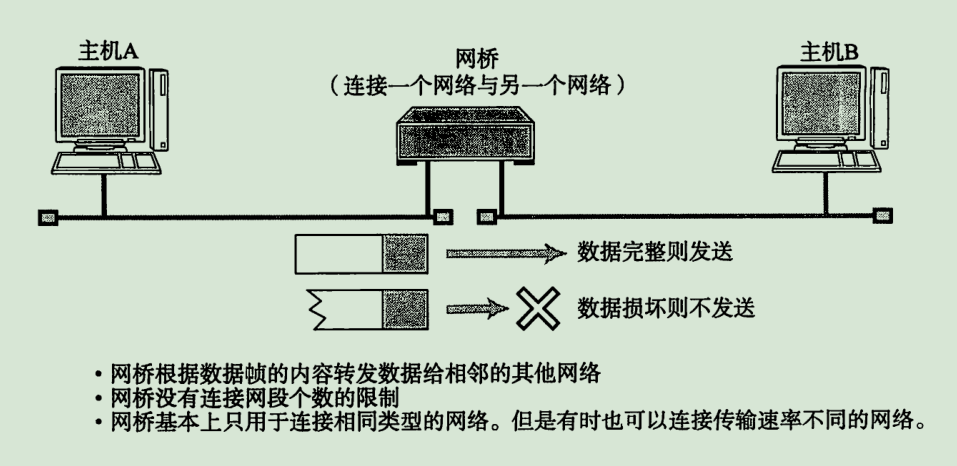 主机A
网桥
（连接一个网络与另一个网络）
主机B
数据完整则发送
数据损坏则不发送
• 网桥根据数据帧的内容转发数据给相邻的其他网络
• 网桥没有连接网段个数的限制
• 网桥基本上只用于连接相同类型的网络。但是有时也可以连接传输速率不同的网络。